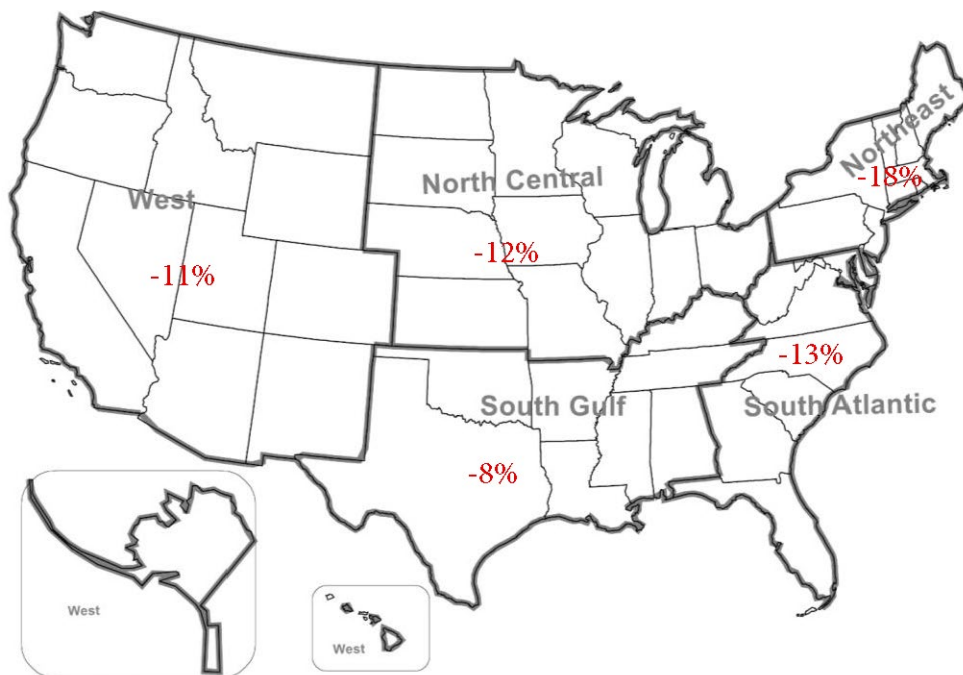 Northeast
-18%
North Central
West
-12%
-11%
-13%
South Gulf
South Atlantic
-8%
West
West